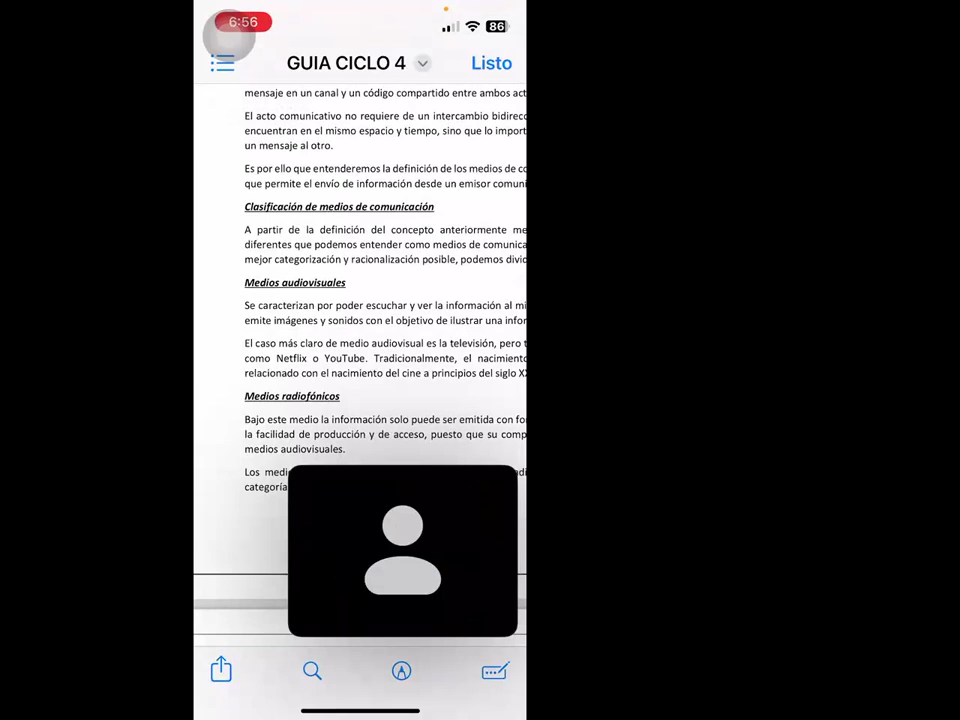 6:56
86
GUIA CICLO 4
Listo
mensaje en un canal y un código compartido entre ambos act
El acto comunicativo no requiere de un intercambio bidirecc
encuentran en el mismo espacio y tiempo, sino que lo import
un mensaje al otro.
Es por ello que entenderemos la definición de los medios de co
que permite el envío de información desde un emisor comuni
Clasificación de medios de comunicación
A partir de la definición del concepto anteriormente me
diferentes que podemos entender como medios de comunica
mejor categorización y racionalización posible, podemos divid
Medios audiovisuales
Se caracterizan por poder escuchar y ver la información al mi
emite imágenes y sonidos con el objetivo de ilustrar una infor
El caso más claro de medio audiovisual es la televisión, pero t
como Netflix o YouTube. Tradicionalmente, el nacimiento
relacionado con el nacimiento del cine a principios del siglo XX
Medios radiofónicos
Bajo este medio la información solo puede ser emitida con fo
la facilidad de producción y de acceso, puesto que su comp
medios audiovisuales.
Los medi
categoría